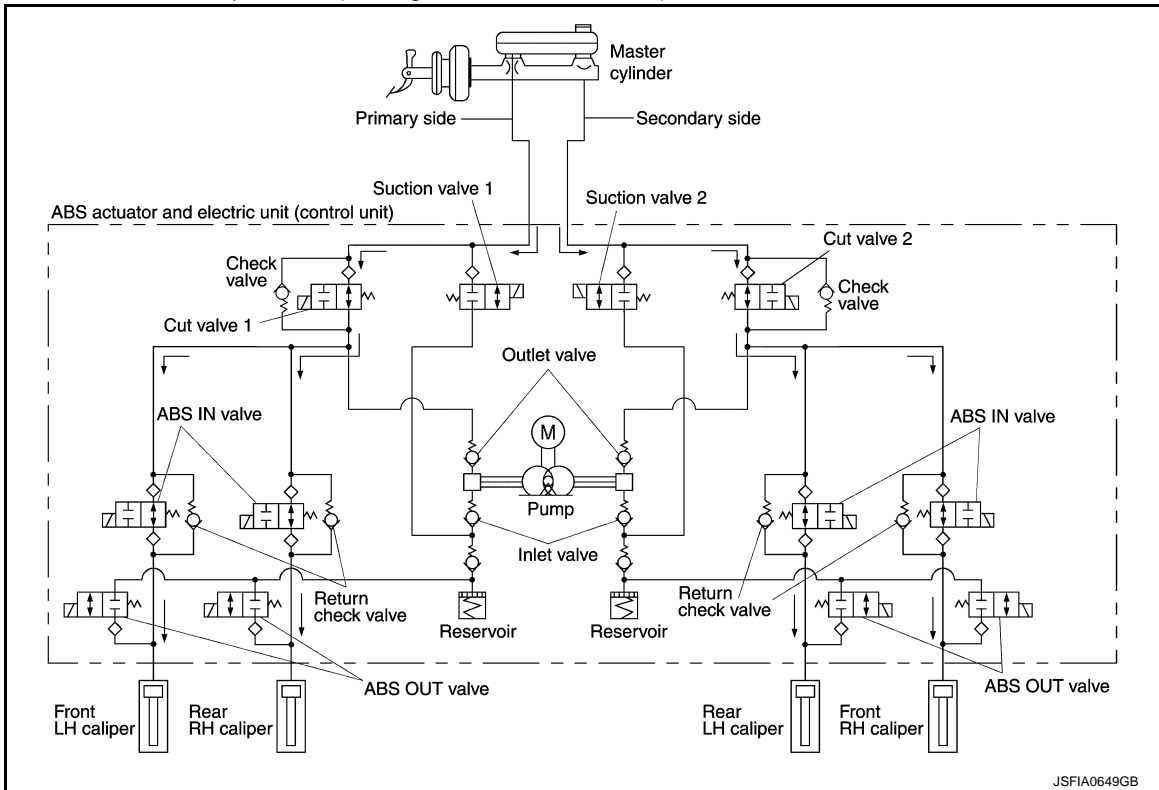 Master
cylinder
Primary side
Secondary side
Suction valve 1
Suction valve 2
ABS actuator and electric unit (control unit)
Cut valve 2
Check
valve
Check
valve
Cut valve 1
Outlet valve
ABS IN valve
ABS IN valve
M
Pump
Inlet valve
Return
check valve
Return
check valve
Reservoir
Reservoir
ABS OUT valve
ABS OUT valve
Front
LH caliper
Rear
RH caliper
Rear
LH caliper
Front
RH caliper
JSFIA0649GB